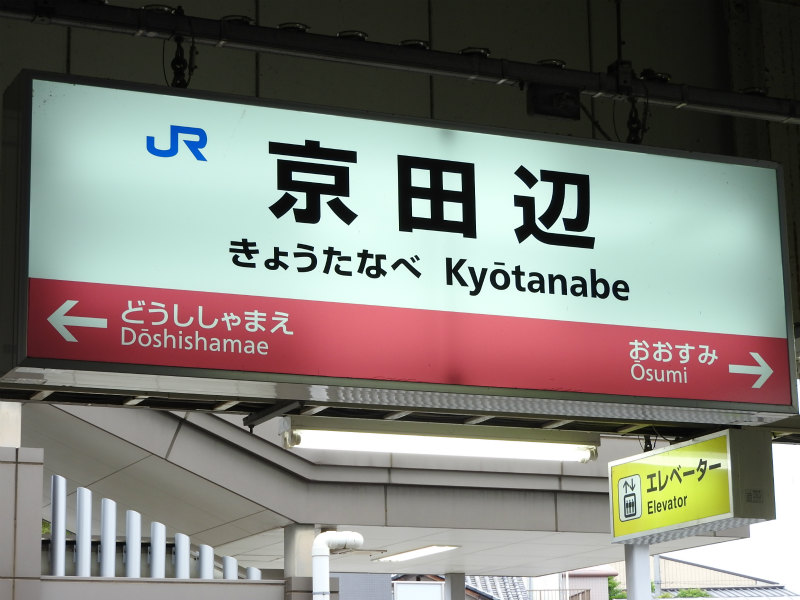 JR
京田辺
きょうたなべ Kyōtanabe
← どうししゃまえ
Dōshishamae
おおすみ →
Ōsumi
エレベーター
Elevator